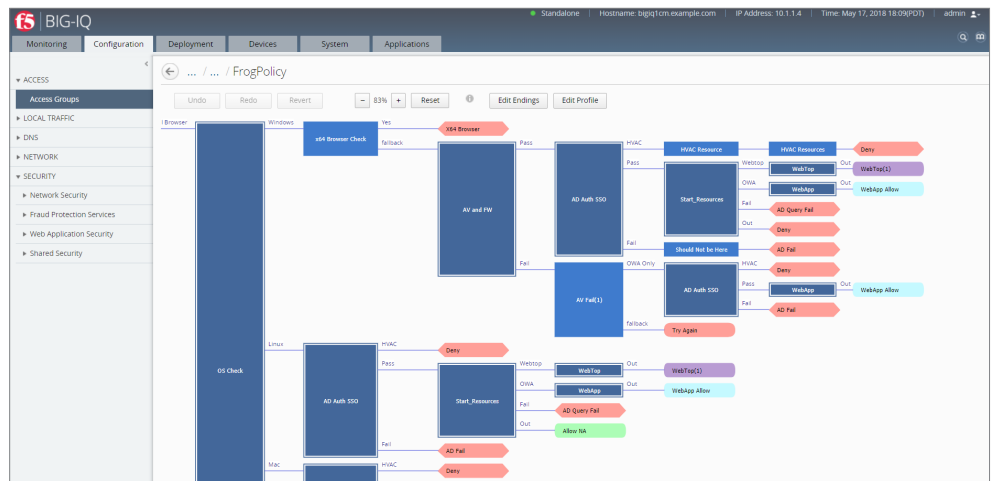 f5 BIG-IQ
Standalone Hostname: bigiq1cm.example.com IP Address: 10.1.1.4 Time: May 17, 2018 18:09(PDT) admin
Monitoring Configuration Deployment Devices System Applications
... / ... / FrogPolicy
ACCESS
Access Groups
LOCAL TRAFFIC
DNS
NETWORK
SECURITY
Network Security
Fraud Protection Services
Web Application Security
Shared Security
Undo Redo Revert - 83% + Reset Edit Endings Edit Profile
l Browser Windows Yes
x64 Browser Check X64 Browser
fallback Pass HVAC
HVAC Resource HVAC Resources Deny
Pass Webtop Out
WebTop WebTop(1)
OWA Out
WebApp WebApp Allow
AV and FW AD Auth SSO Start_Resources
Fail
AD Query Fail
Out
Deny
Fail
Should Not be Here AD Fail
Fail OWA Only HVAC
Deny
AV Fail(1) AD Auth SSO Pass Out
WebApp WebApp Allow
Fail
AD Fail
fallback
Try Again
Linux HVAC
Deny
OS Check
Pass Webtop Out
WebTop WebTop(1)
OWA Out
WebApp WebApp Allow
AD Auth SSO Start_Resources
Fail
AD Query Fail
Out
Allow NA
Fail
AD Fail
Mac HVAC
Deny